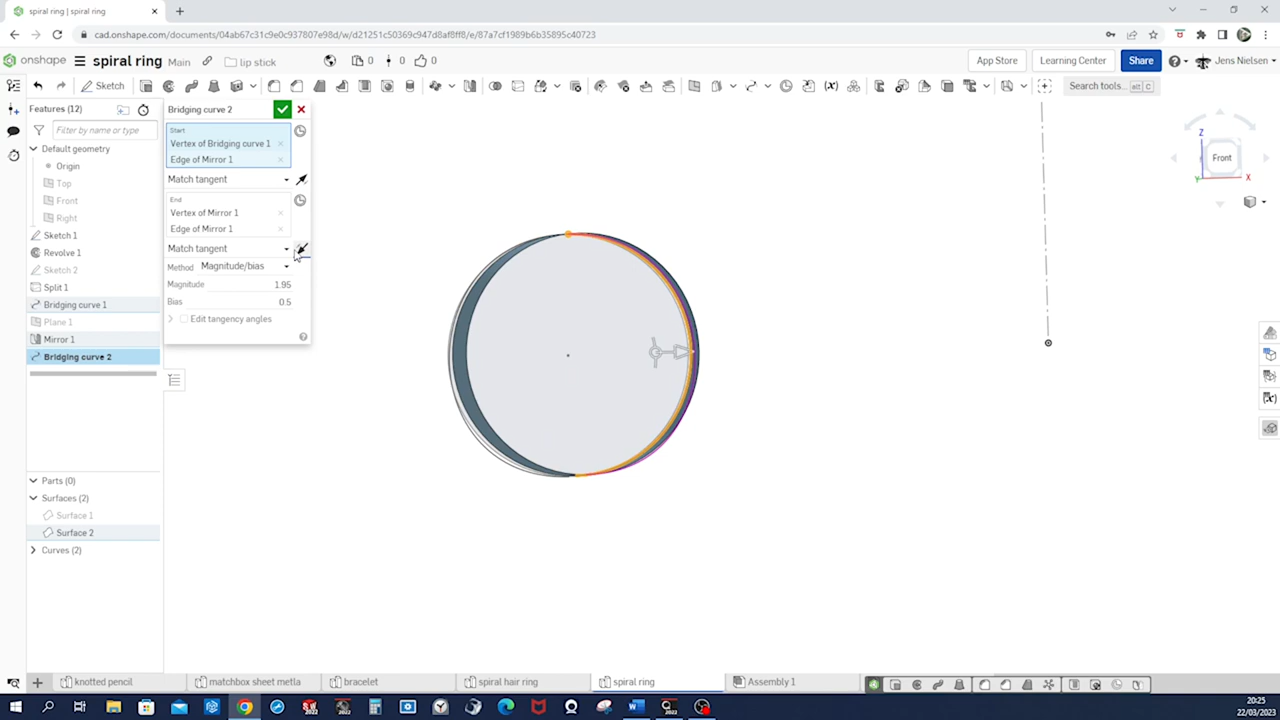 spiral ring | spiral ring
cad.onshape.com/documents/04ab67c31c9e0c937807e98d/w/d21251c50369c947d8af6ff8/e/87a7cf1989b6b35895c40723
onshape
spiral ring
Main
lip stick
0
0
0
App Store
Learning Center
Share
Jens Nielsen
Sketch
Search tools...
alt C
Features (12)
Filter by name or type
Default geometry
Origin
Top
Front
Right
Sketch 1
Revolve 1
Sketch 2
Split 1
Bridging curve 1
Plane 1
Mirror 1
Bridging curve 2
Parts (0)
Surfaces (2)
Surface 1
Surface 2
Curves (2)
Bridging curve 2
Start
Vertex of Bridging curve 1
Edge of Mirror 1
Match tangent
End
Vertex of Mirror 1
Edge of Mirror 1
Match tangent
Method Magnitude/bias
Magnitude 1.95
Bias 0.5
Edit tangency angles
Z
Front
X
Y
knotted pencil
matchbox sheet metla
bracelet
spiral hair ring
spiral ring
Assembly 1
20:25
22/03/2023